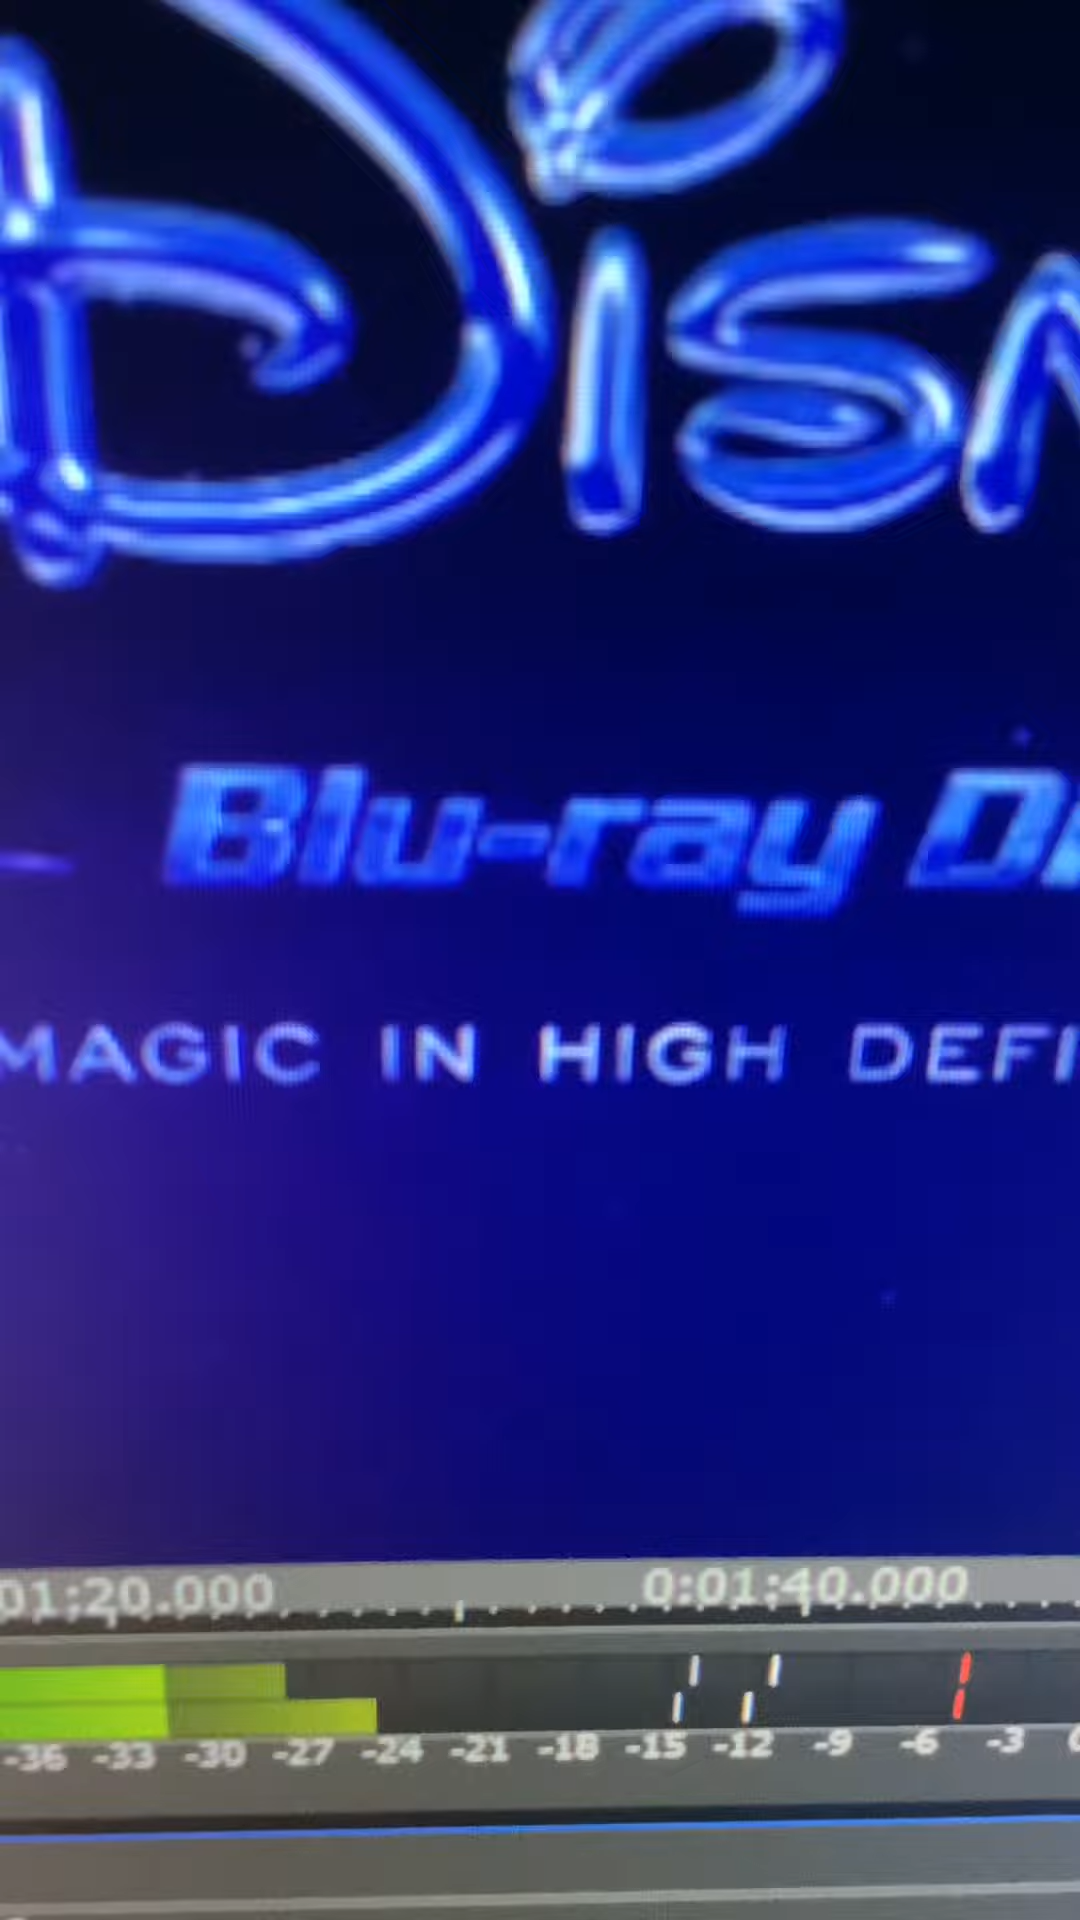 Disn
Blu-ray Di
MAGIC IN HIGH DEFI
01:20.000 0:01:40.000
-36 -33 -30 -27 -24 -21 -18 -15 -12 -9 -6 -3 0